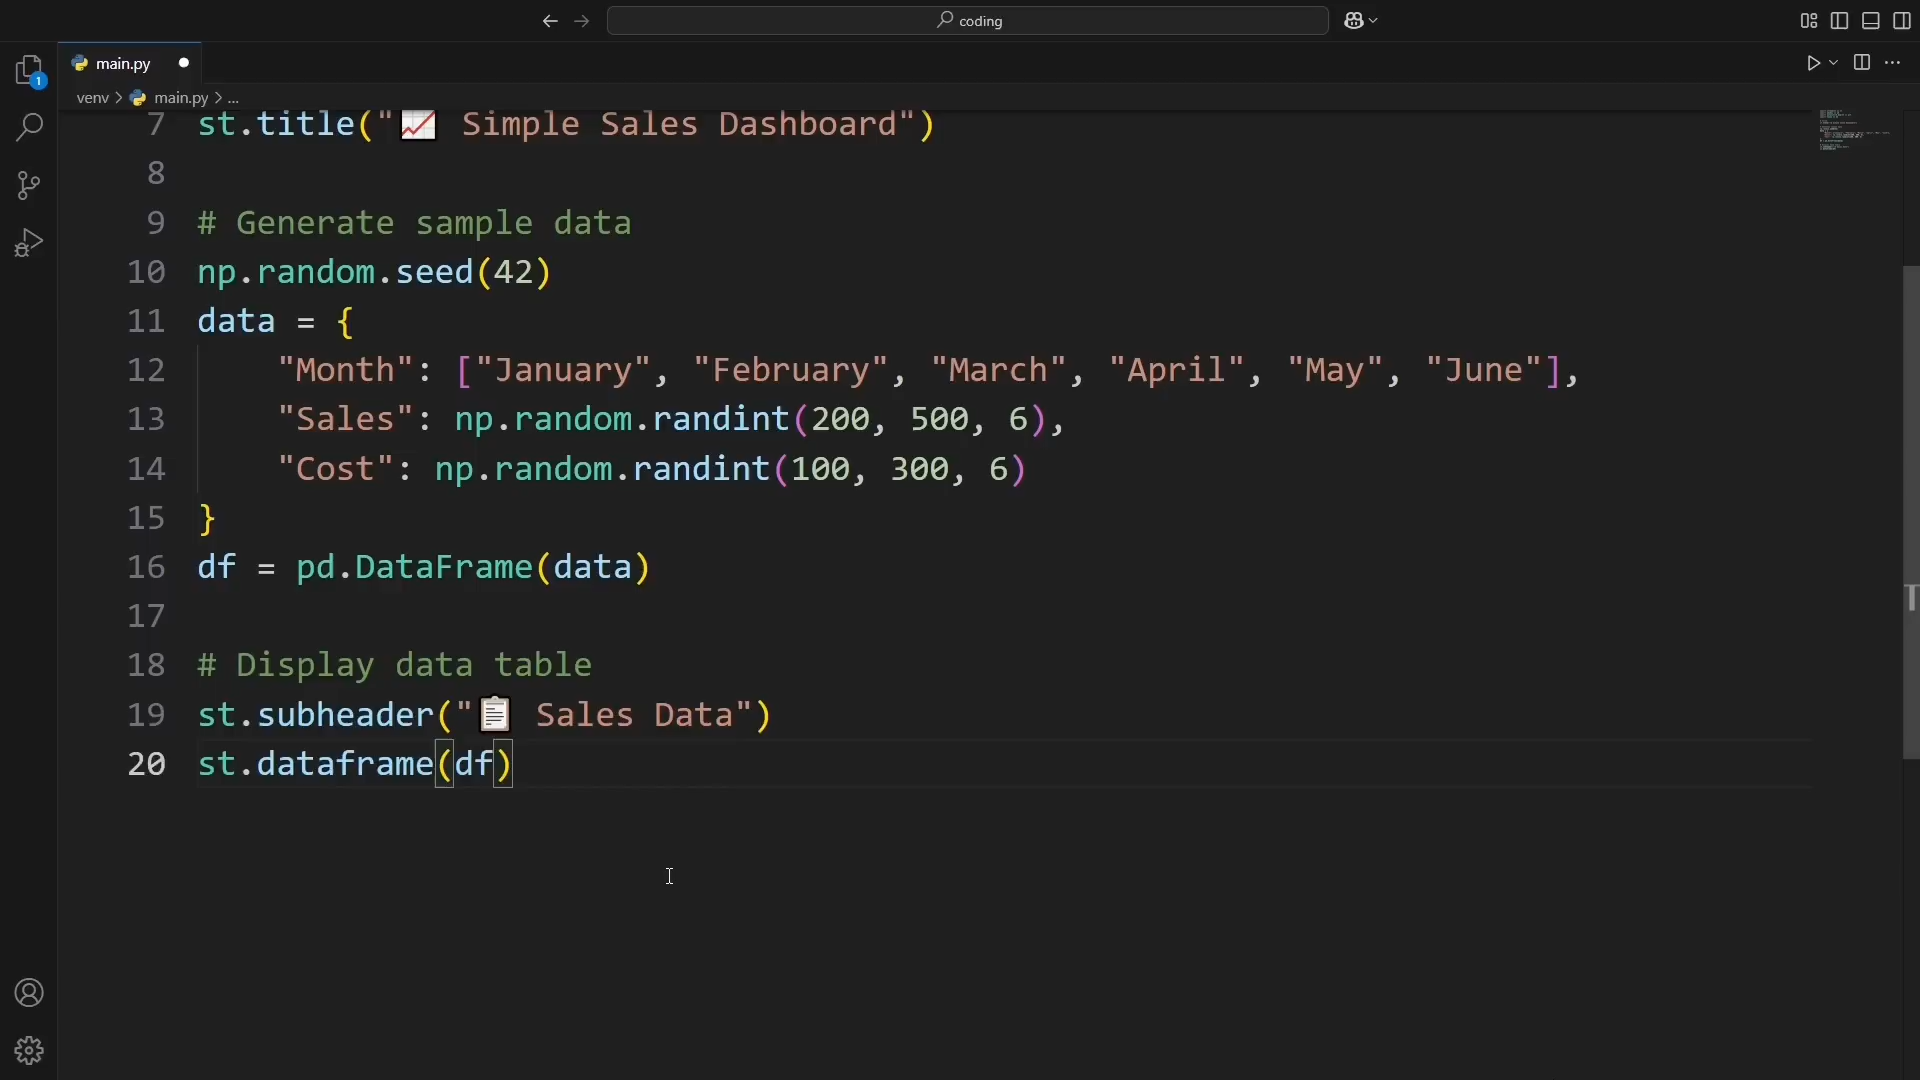 coding
1
main.py
venv > main.py > ...
7 st.title("📈 Simple Sales Dashboard")
8
9 # Generate sample data
10 np.random.seed(42)
11 data = {
12     "Month": ["January", "February", "March", "April", "May", "June"],
13     "Sales": np.random.randint(200, 500, 6),
14     "Cost": np.random.randint(100, 300, 6)
15 }
16 df = pd.DataFrame(data)
17
18 # Display data table
19 st.subheader("📋 Sales Data")
20 st.dataframe(df)